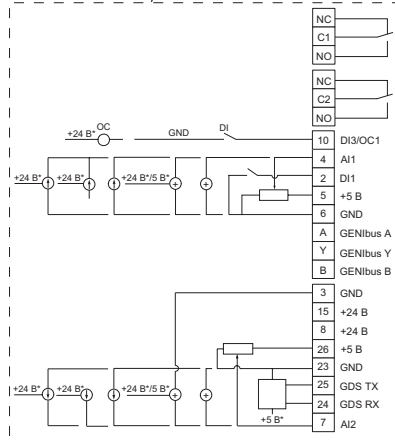 NC
C1
NO
NC
C2
NO
+24 В* OC GND DI 10 DI3/OC1
4 AI1
+24 В* +24 В* +24 В*/5 В* 2 DI1
5 +5 В
6 GND
A GENIbus A
Y GENIbus Y
B GENIbus B
3 GND
15 +24 В
8 +24 В
26 +5 В
23 GND
25 GDS TX
+24 В* +24 В* +24 В*/5 В* 24 GDS RX
+5 В* 7 AI2